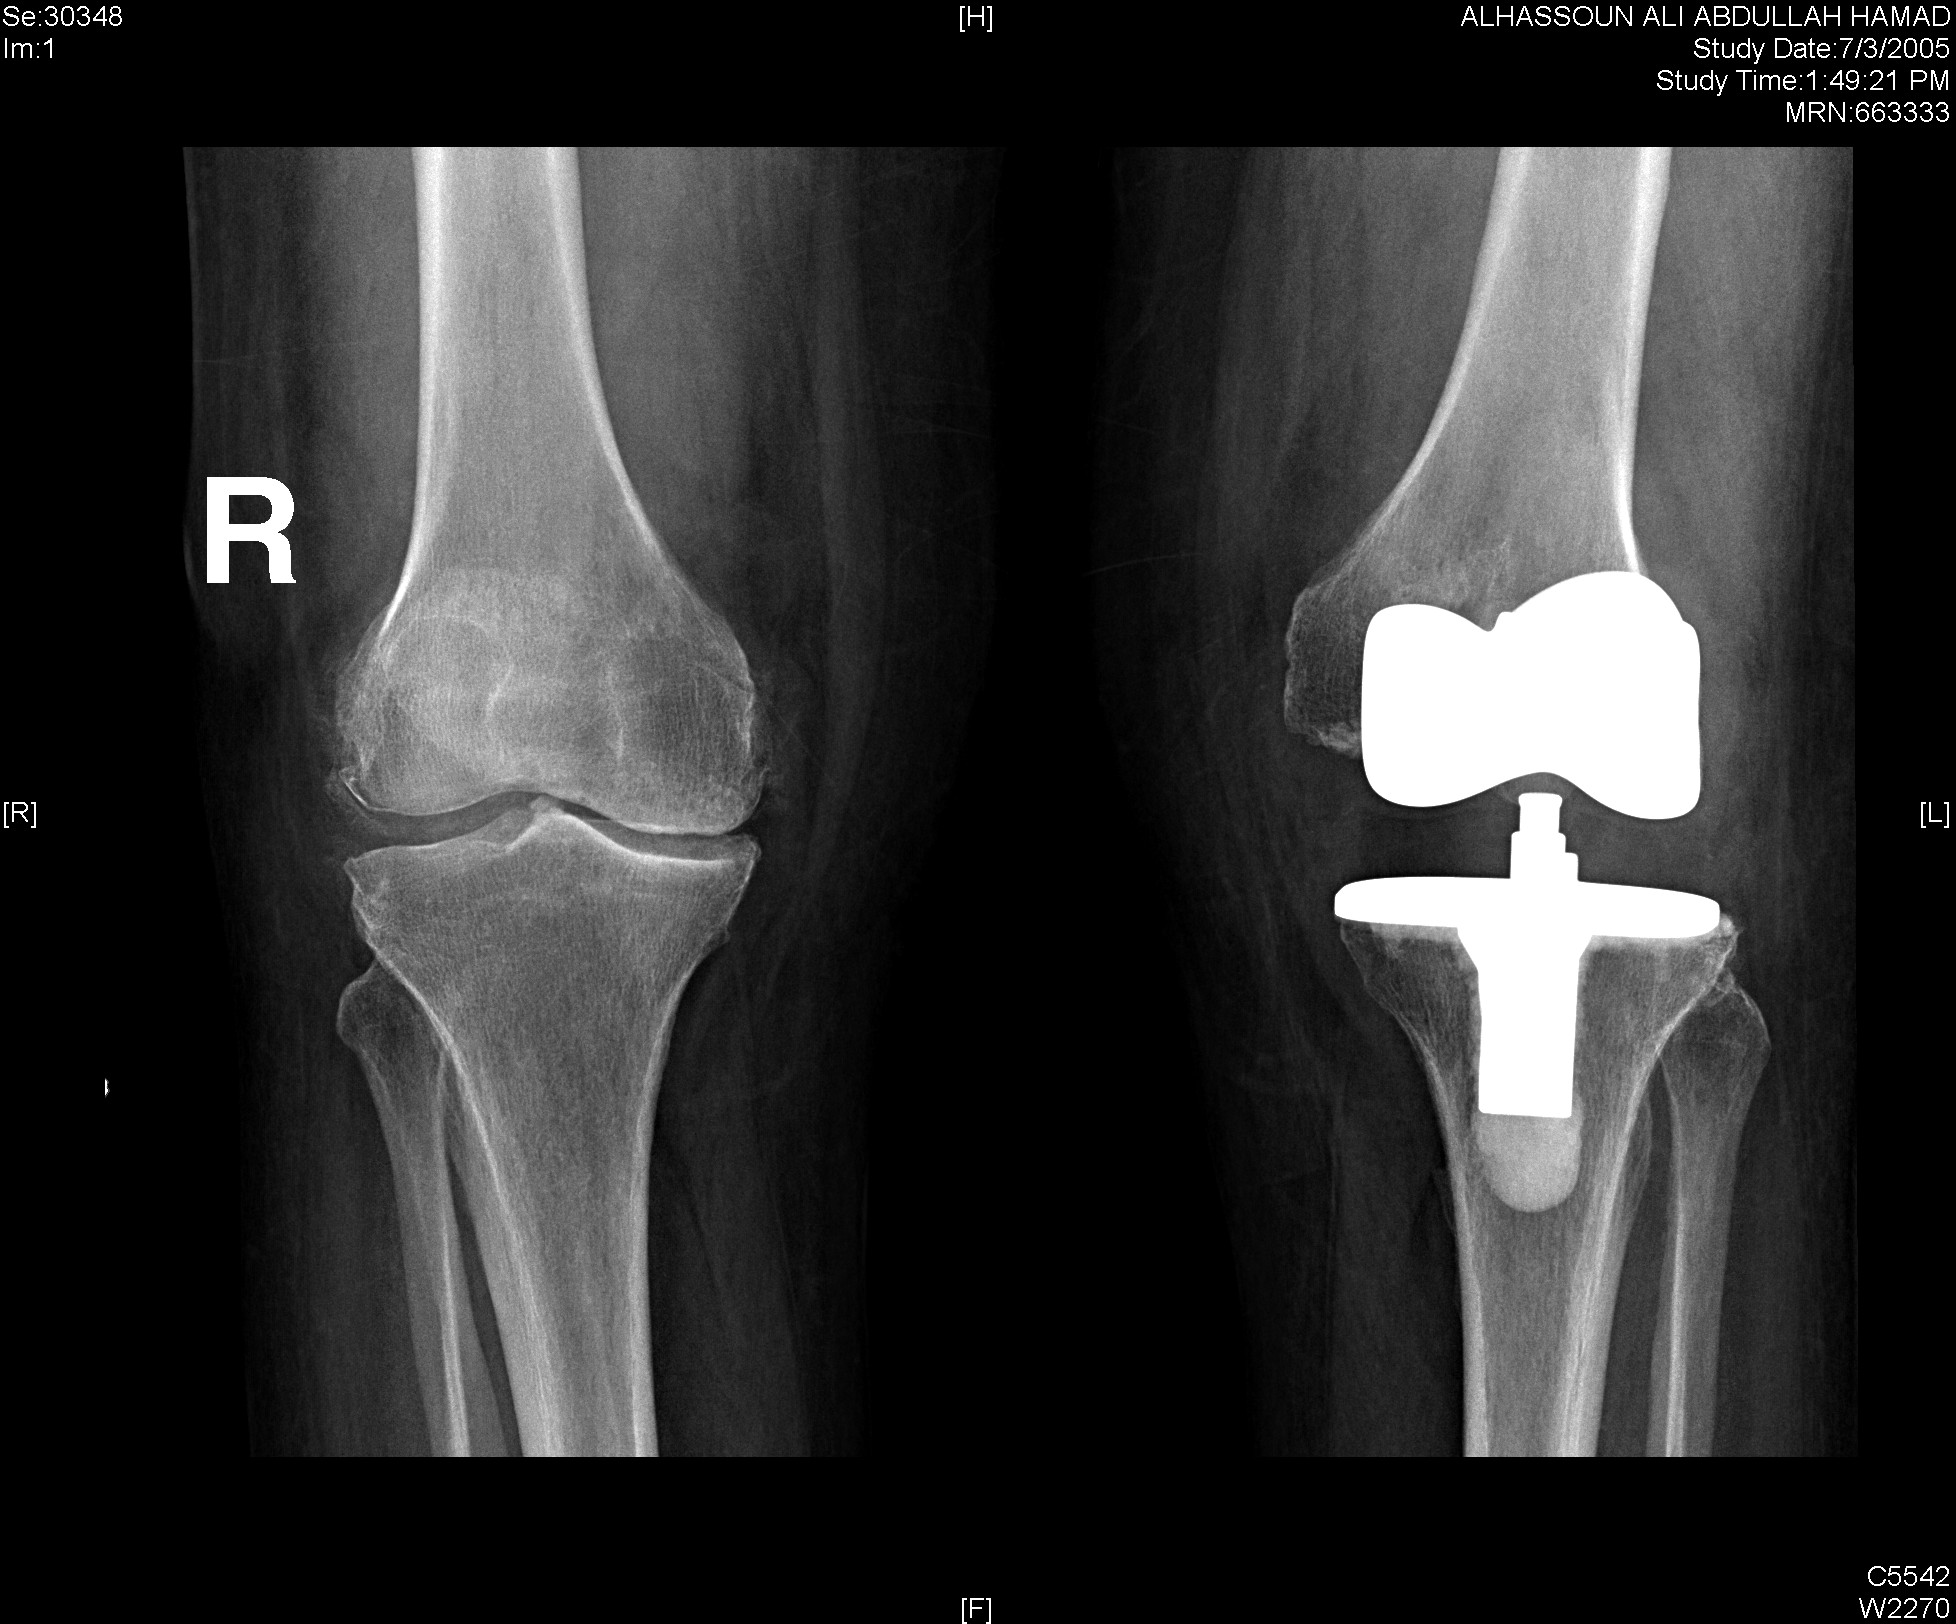 Se:30348
Im:1
[H]
ALHASSOUN ALI ABDULLAH HAMAD
Study Date:7/3/2005
Study Time:1:49:21 PM
MRN:663333
R
[R]
[L]
[F]
C5542
W2270